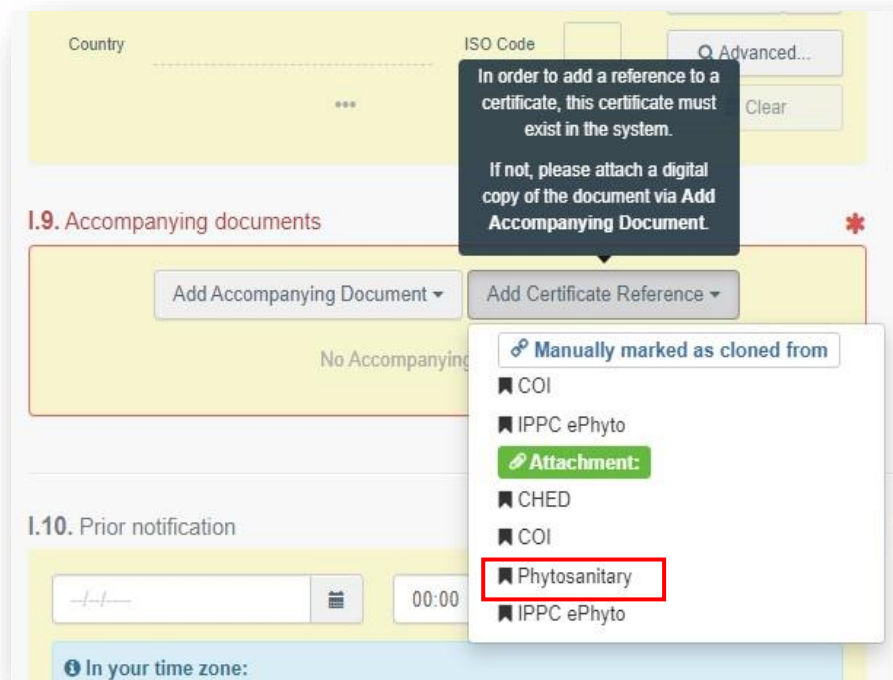 Country
ISO Code
Advanced...
Clear
In order to add a reference to a
certificate, this certificate must
exist in the system.
If not, please attach a digital
copy of the document via Add
Accompanying Document.
I.9. Accompanying documents
*
Add Accompanying Document
Add Certificate Reference
No Accompanying
Manually marked as cloned from
COI
IPPC ePhyto
Attachment:
CHED
COI
Phytosanitary
IPPC ePhyto
I.10. Prior notification
--/--/----
00:00
In your time zone: